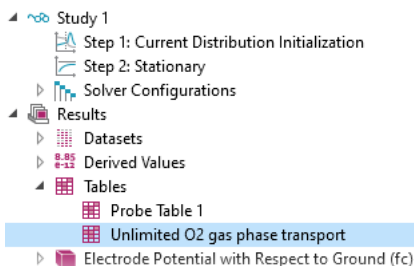 Study 1
Step 1: Current Distribution Initialization
Step 2: Stationary
Solver Configurations
Results
Datasets
8.85
e-12 Derived Values
Tables
Probe Table 1
Unlimited O2 gas phase transport
Electrode Potential with Respect to Ground (fc)